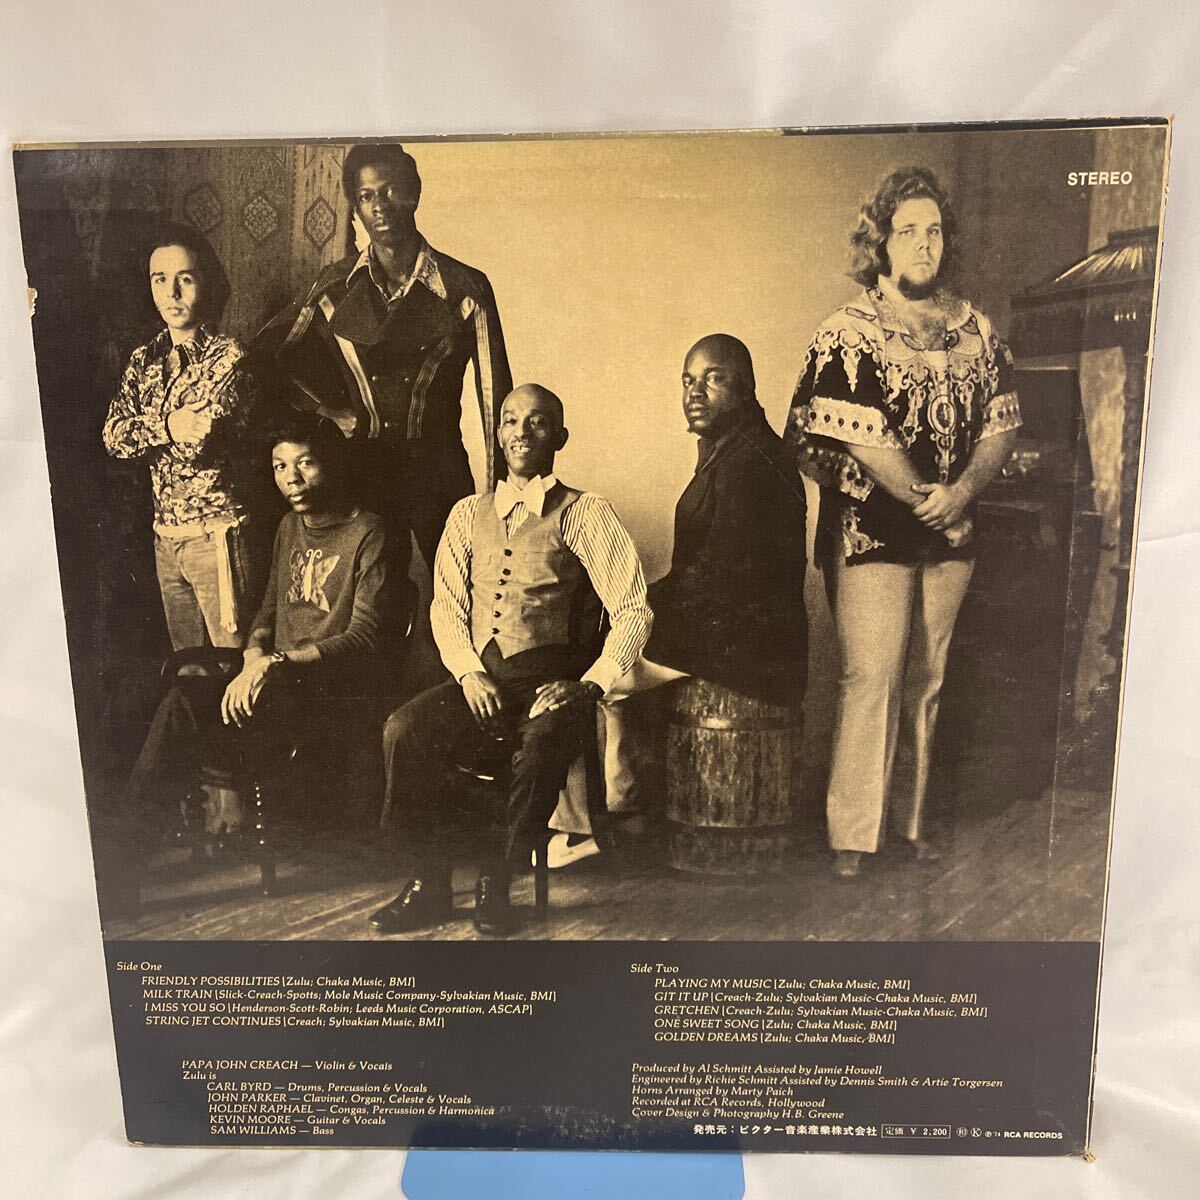 STEREO
Side One
FRIENDLY POSSIBILITIES [Zulu; Chaka Music, BMI]
MILK TRAIN [Slick-Creach-Spotts; Mole Music Company-Sylvakian Music, BMI]
I MISS YOU SO [Henderson-Scott-Robin; Leeds Music Corporation, ASCAP]
STRING JET CONTINUES [Creach; Sylvakian Music, BMI]
Side Two
PLAYING MY MUSIC [Zulu; Chaka Music, BMI]
GIT IT UP [Creach-Zulu; Sylvakian Music-Chaka Music, BMI]
GRETCHEN [Creach-Zulu; Sylvakian Music-Chaka Music, BMI]
ONE SWEET SONG [Zulu; Chaka Music, BMI]
GOLDEN DREAMS [Zulu; Chaka Music, BMI]
PAPA JOHN CREACH — Violin & Vocals
Zulu is
CARL BYRD — Drums, Percussion & Vocals
JOHN PARKER — Clavinet, Organ, Celeste & Vocals
HOLDEN RAPHAEL — Congas, Percussion & Harmonica
KEVIN MOORE — Guitar & Vocals
SAM WILLIAMS — Bass
Produced by Al Schmitt Assisted by Jamie Howell
Engineered by Richie Schmitt Assisted by Dennis Smith & Artie Torgersen
Horns Arranged by Marty Paich
Recorded at RCA Records, Hollywood
Cover Design & Photography H.B. Greene
発売元：ビクター音楽産業株式会社 定価 ¥ 2,200 ㊒ Ⓚ ℗'74 RCA RECORDS